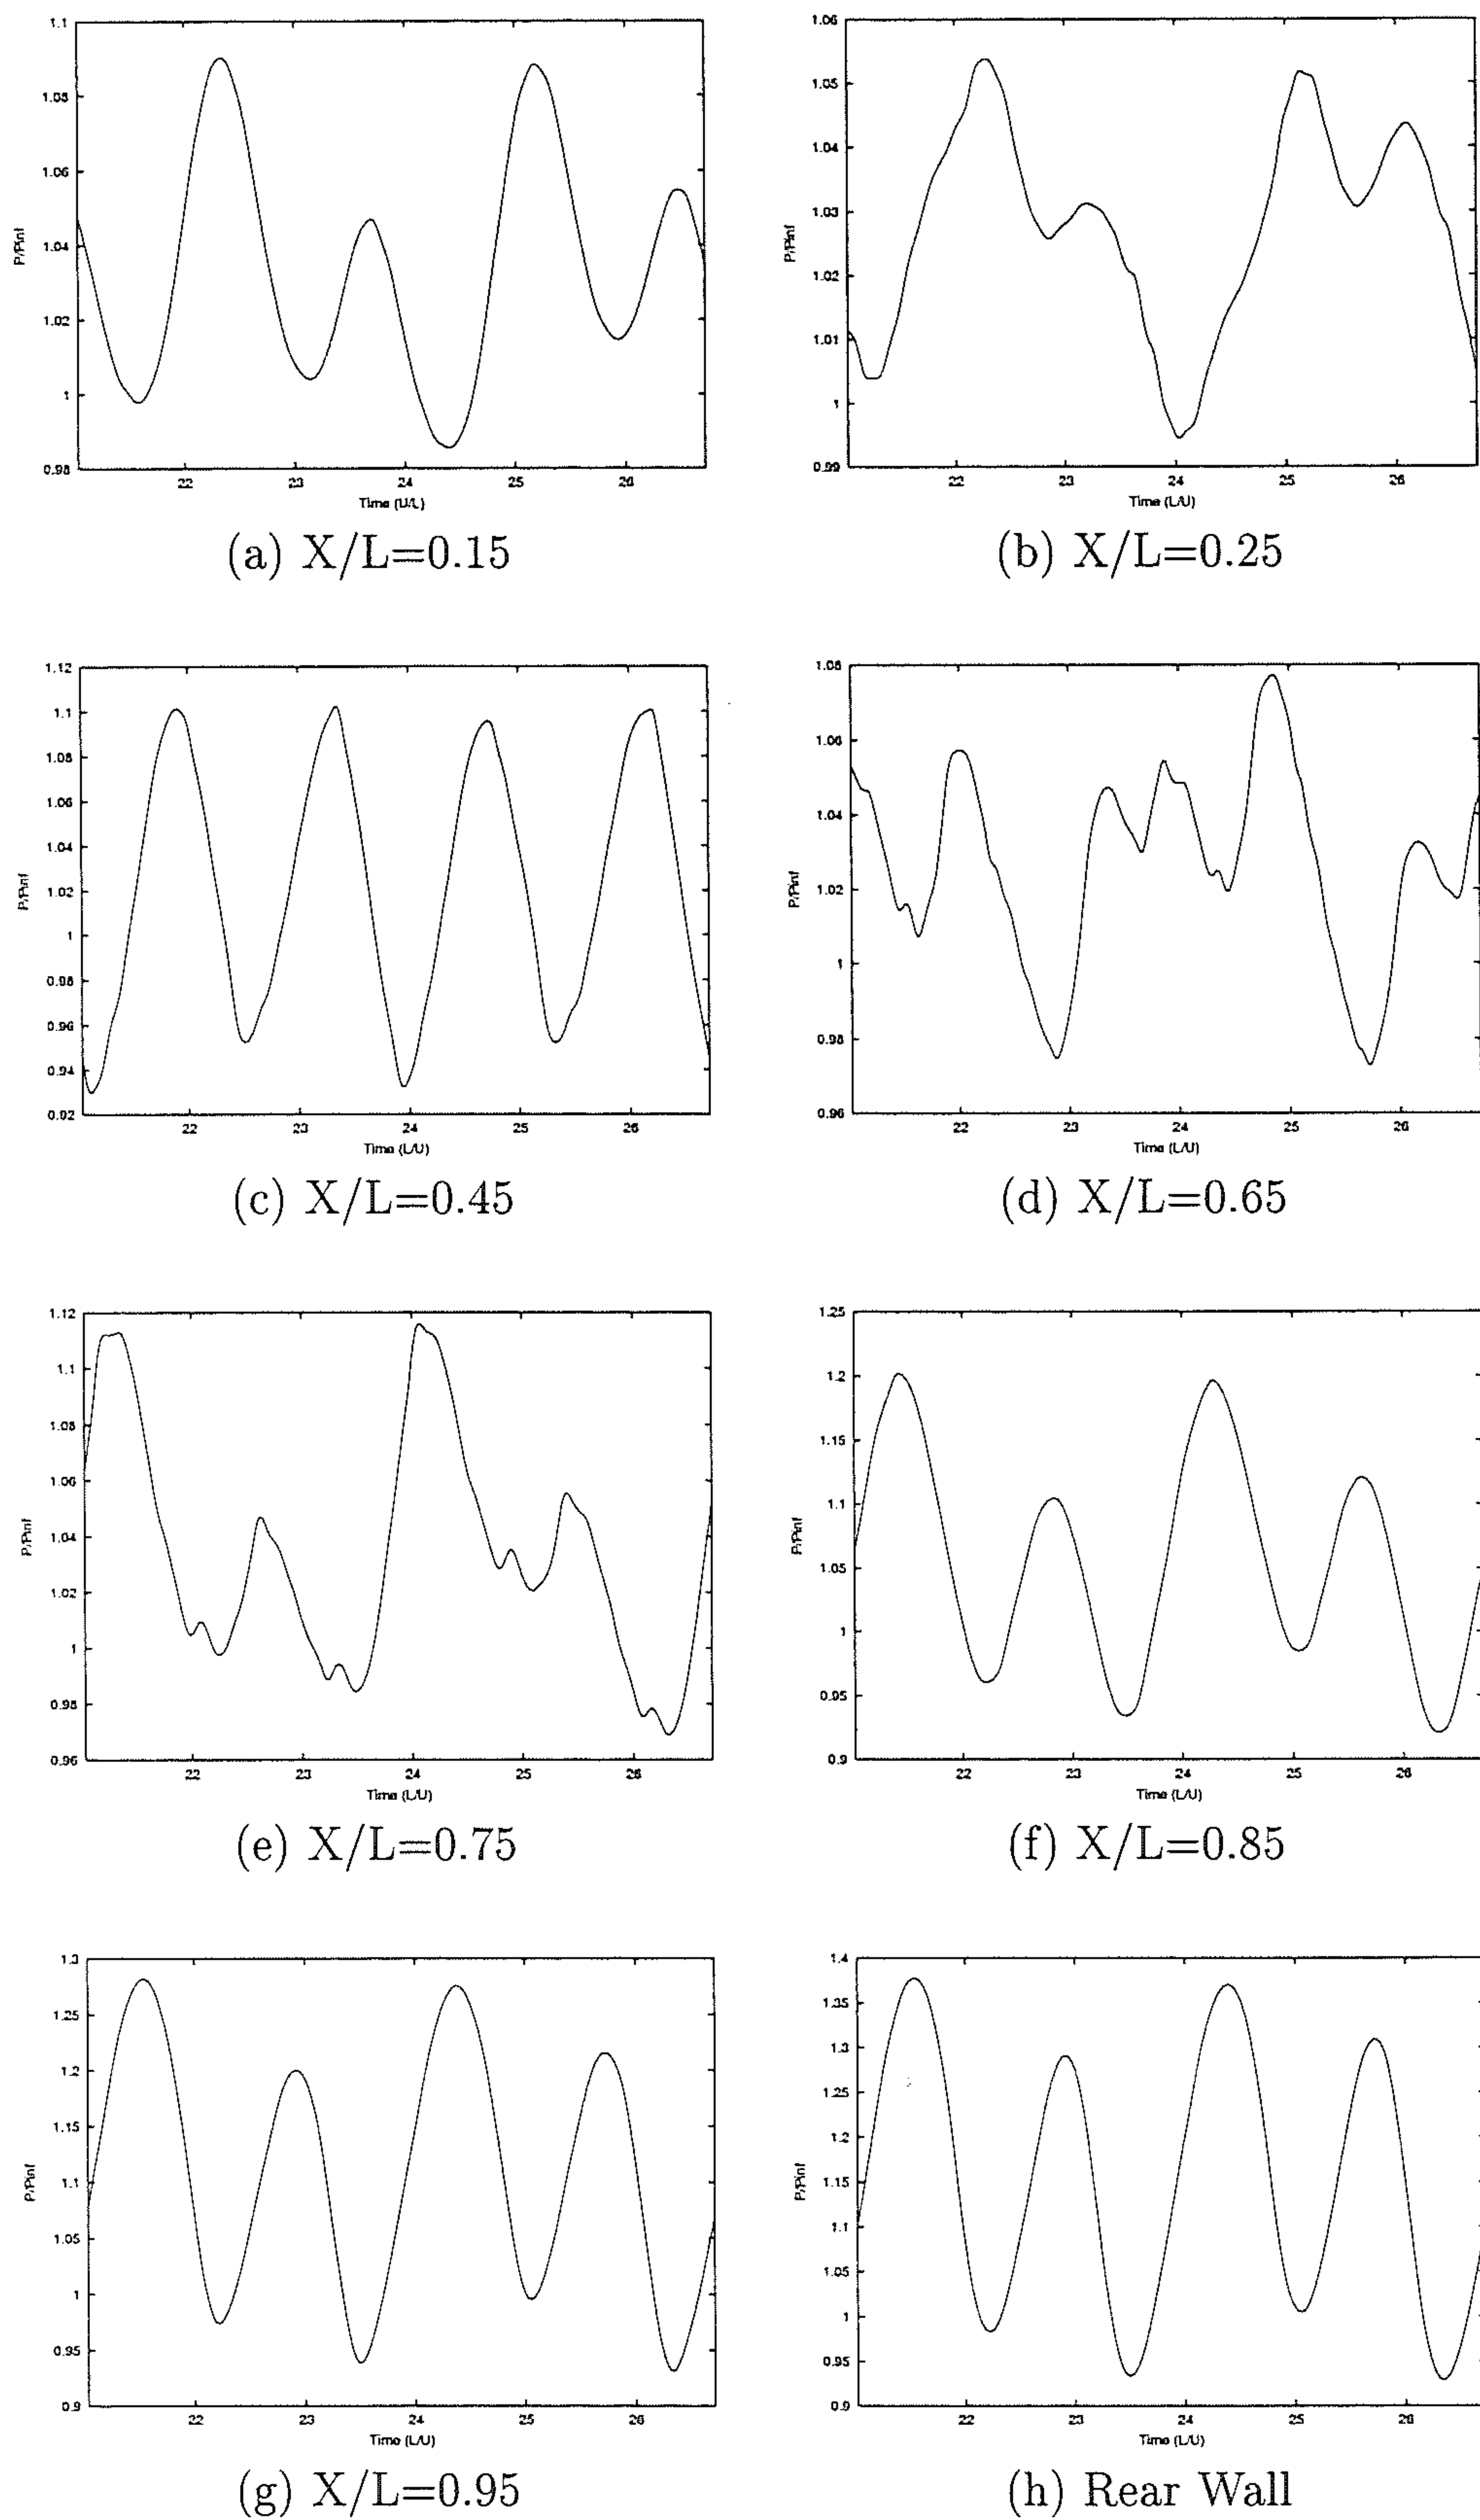 1.1
1.08
1.06
1.04
1.02
1
0.98
P/Pinf
22 23 24 25 26
Time (U/L)
(a) X/L=0.15
1.06
1.05
1.04
1.03
1.02
1.01
1
0.99
P/Pinf
22 23 24 25 26
Time (L/U)
(b) X/L=0.25
1.12
1.1
1.08
1.06
1.04
1.02
1
0.98
0.96
0.94
0.92
P/Pinf
22 23 24 25 26
Time (L/U)
(c) X/L=0.45
1.08
1.06
1.04
1.02
1
0.98
0.96
P/Pinf
22 23 24 25 26
Time (L/U)
(d) X/L=0.65
1.12
1.1
1.08
1.06
1.04
1.02
1
0.98
0.96
P/Pinf
22 23 24 25 26
Time (L/U)
(e) X/L=0.75
1.25
1.2
1.15
1.1
1.05
1
0.95
0.9
P/Pinf
22 23 24 25 26
Time (L/U)
(f) X/L=0.85
1.3
1.25
1.2
1.15
1.1
1.05
1
0.95
0.9
P/Pinf
22 23 24 25 26
Time (L/U)
(g) X/L=0.95
1.4
1.35
1.3
1.25
1.2
1.15
1.1
1.05
1
0.95
0.9
P/Pinf
22 23 24 25 26
Time (L/U)
(h) Rear Wall